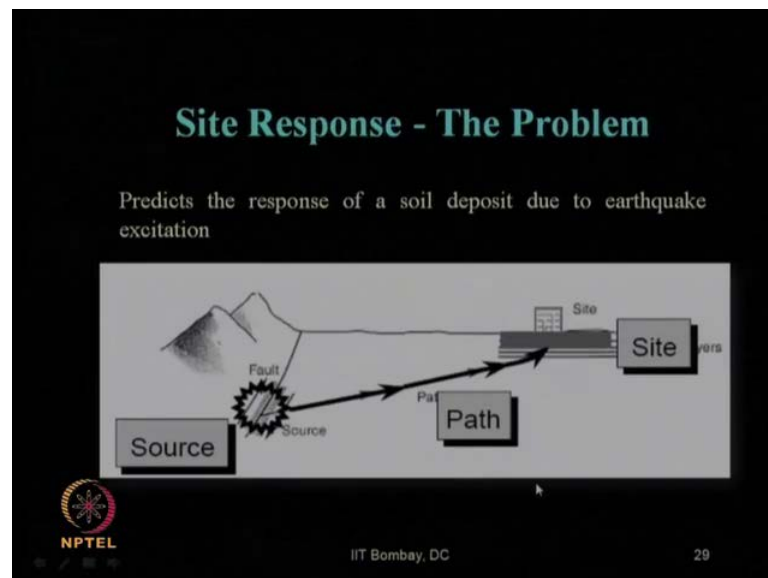 Site Response - The Problem
Predicts the response of a soil deposit due to earthquake
excitation
Site
Fault
Site
Path
Source
Source
NPTEL
IIT Bombay, DC
29